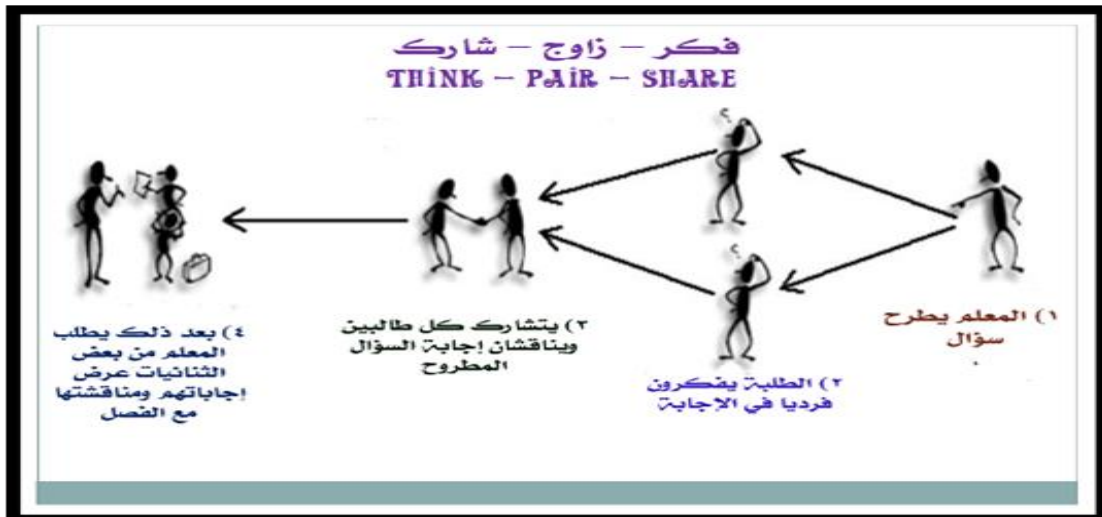 فكر – زاوج – شارك
THINK – PAIR – SHARE
١) المعلم يطرح
سؤال
٢) الطلبة يفكرون
فرديا في الإجابة
٣) يتشارك كل طالبين
ويناقشان إجابة السؤال
المطروح
٤) بعد ذلك يطلب
المعلم من بعض
الثنائيات عرض
إجاباتهم ومناقشتها
مع الفصل
؟
؟